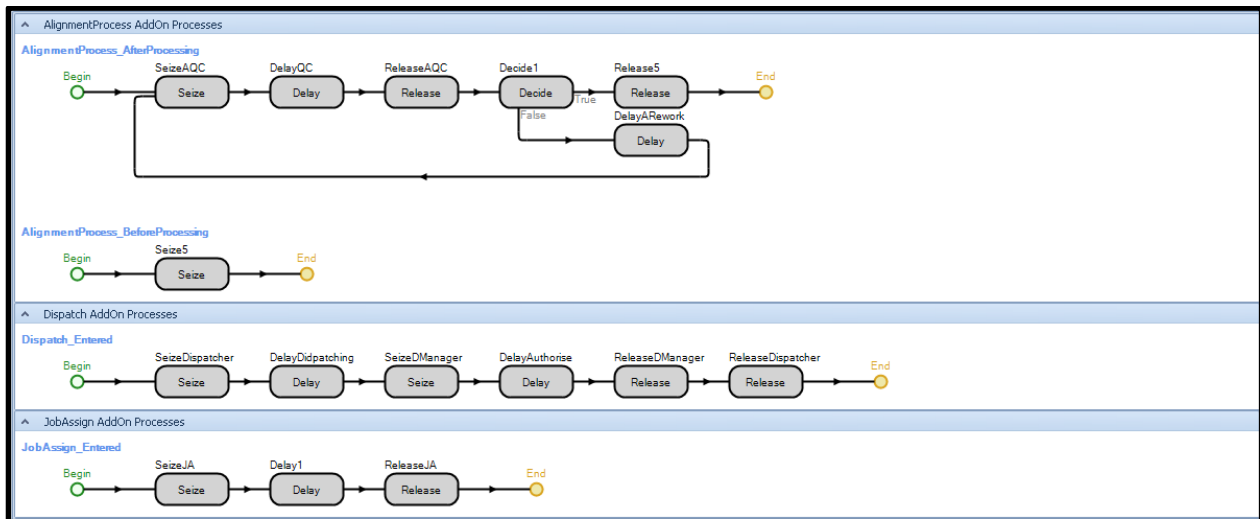 AlignmentProcess AddOn Processes
AlignmentProcess_AfterProcessing
Begin
SeizeAQC
DelayQC
ReleaseAQC
Decide1
Release5
End
Seize
Delay
Release
Decide
True
Release
False
DelayARework
Delay
AlignmentProcess_BeforeProcessing
Begin
Seize5
End
Seize
Dispatch AddOn Processes
Dispatch_Entered
Begin
SeizeDispatcher
DelayDidpatching
SeizeDManager
DelayAuthorise
ReleaseDManager
ReleaseDispatcher
End
Seize
Delay
Seize
Delay
Release
Release
JobAssign AddOn Processes
JobAssign_Entered
Begin
SeizeJA
Delay1
ReleaseJA
End
Seize
Delay
Release